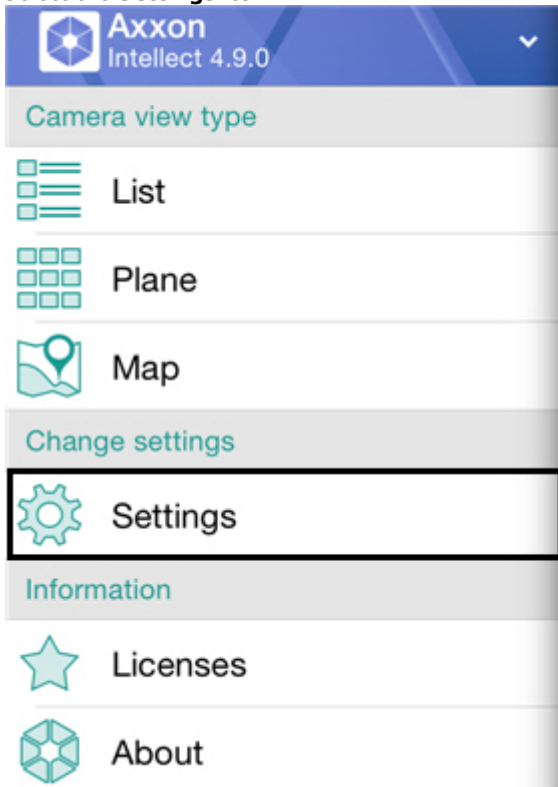 Axxon
Intellect 4.9.0
Camera view type
List
Plane
Map
Change settings
Settings
Information
Licenses
About